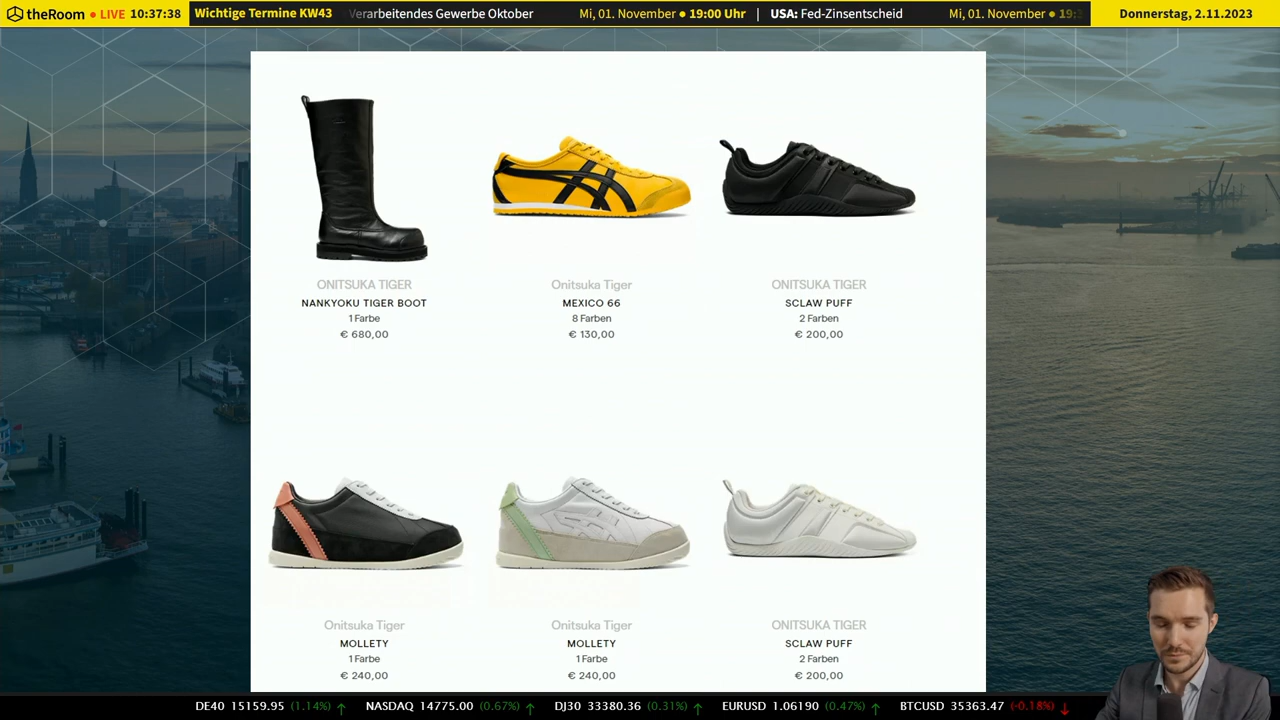 theRoom • LIVE 10:37:38 Wichtige Termine KW43 Verarbeitendes Gewerbe Oktober Mi, 01. November • 19:00 Uhr | USA: Fed-Zinsentscheid Mi, 01. November • 19: Donnerstag, 2.11.2023
ONITSUKA TIGER
NANKYOKU TIGER BOOT
1 Farbe
€ 680,00
Onitsuka Tiger
MEXICO 66
8 Farben
€ 130,00
ONITSUKA TIGER
SCLAW PUFF
2 Farben
€ 200,00
Onitsuka Tiger
MOLLETY
1 Farbe
€ 240,00
Onitsuka Tiger
MOLLETY
1 Farbe
€ 240,00
ONITSUKA TIGER
SCLAW PUFF
2 Farben
€ 200,00
DE40 15159.95 (1.14%) ↑ NASDAQ 14775.00 (0.67%) ↑ DJ30 33380.36 (0.31%) ↑ EURUSD 1.06190 (0.47%) ↑ BTCUSD 35363.47 (-0.18%) ↓